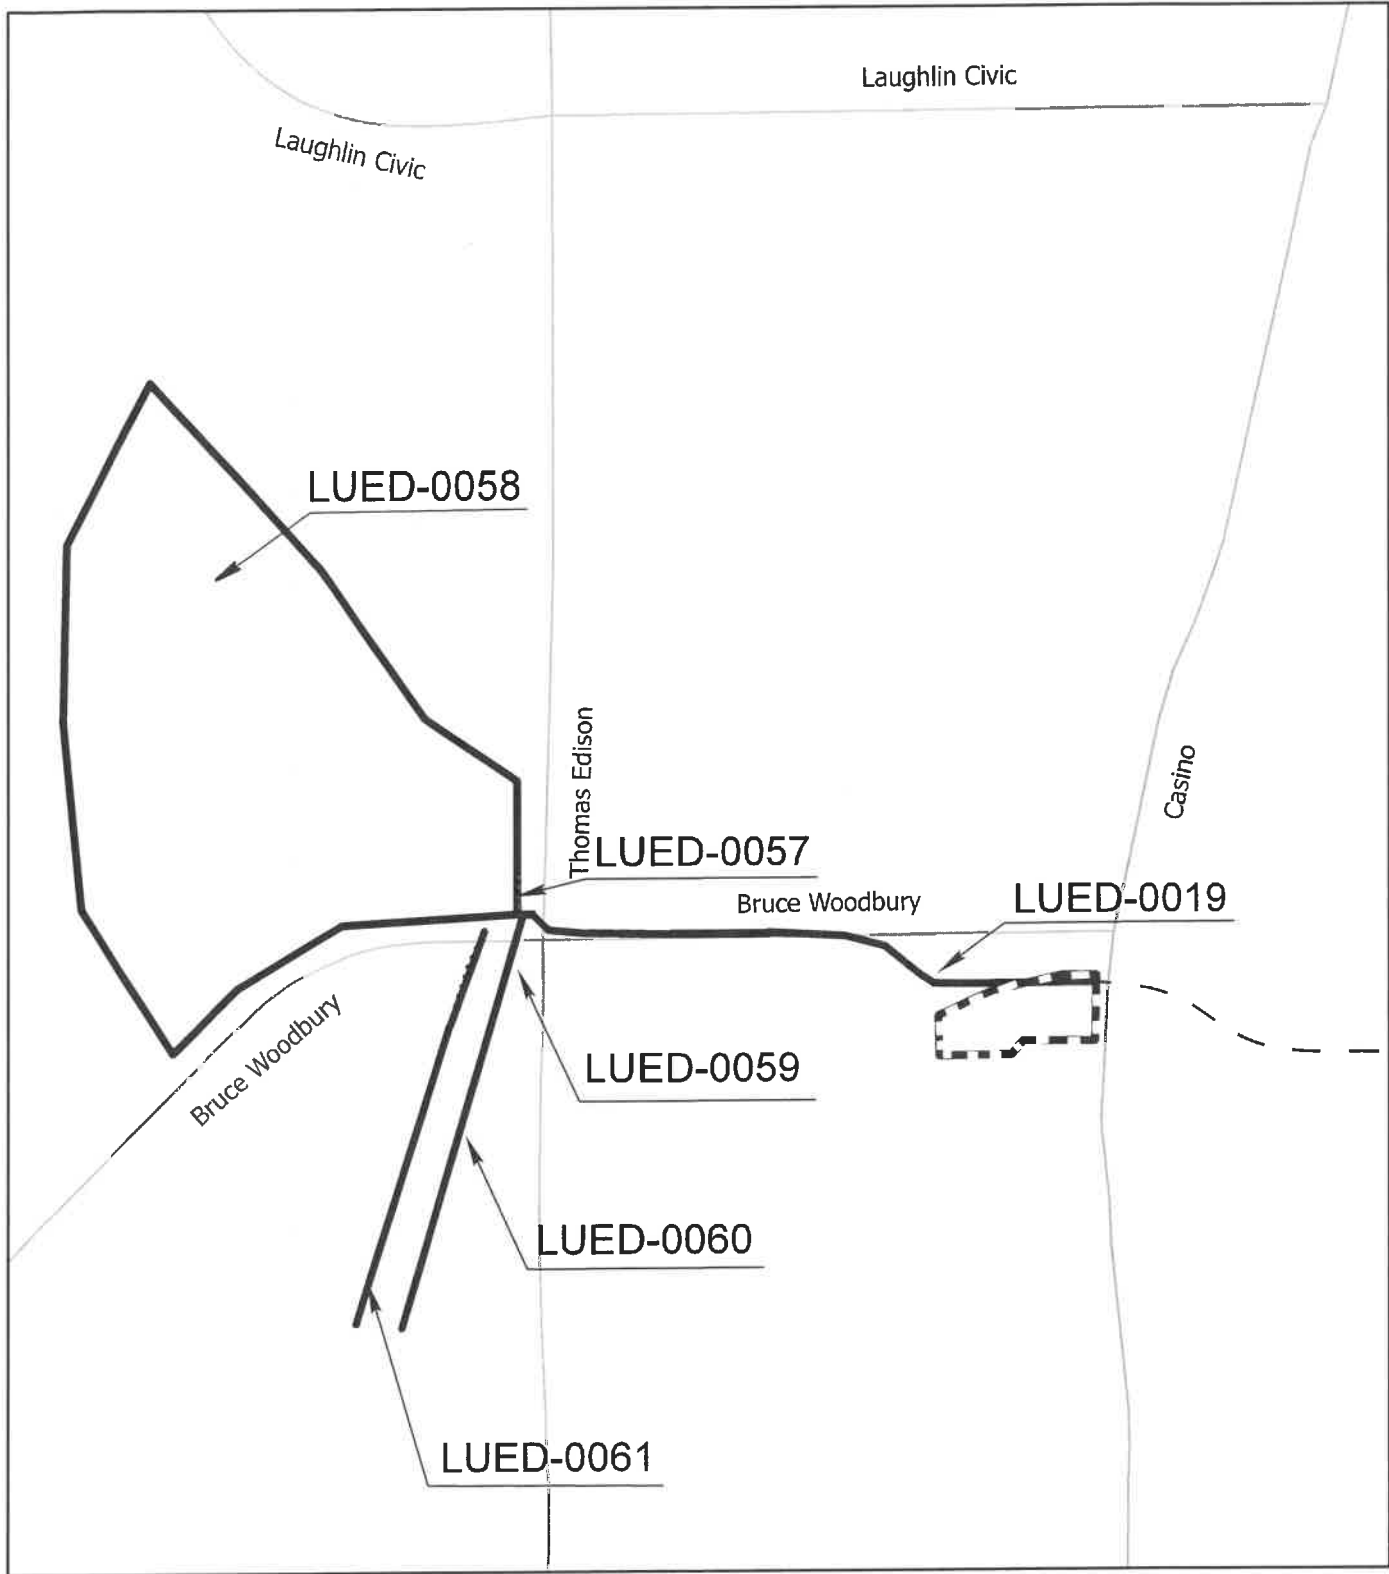 Laughlin Civic
Laughlin Civic
LUED-0058
Thomas Edison
Casino
LUED-0057
Bruce Woodbury
LUED-0019
Bruce Woodbury
LUED-0059
LUED-0060
LUED-0061